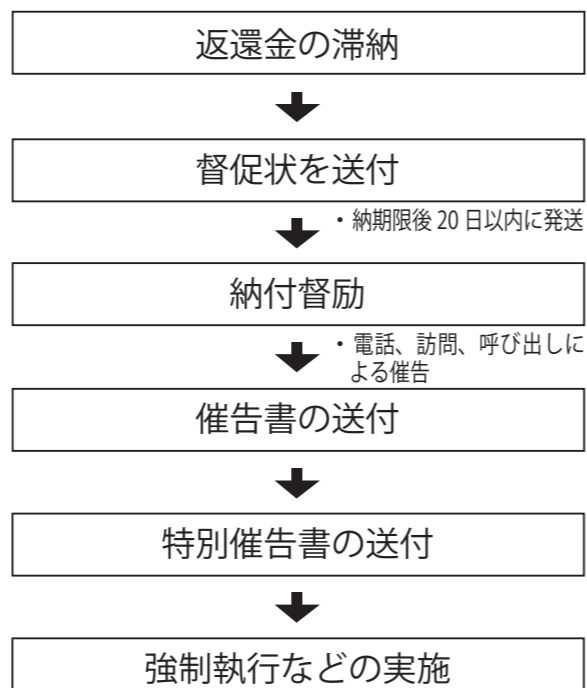 返還金の滞納
督促状を送付
・納期限後 20 日以内に発送
納付督励
・電話、訪問、呼び出しに
よる催告
催告書の送付
特別催告書の送付
強制執行などの実施